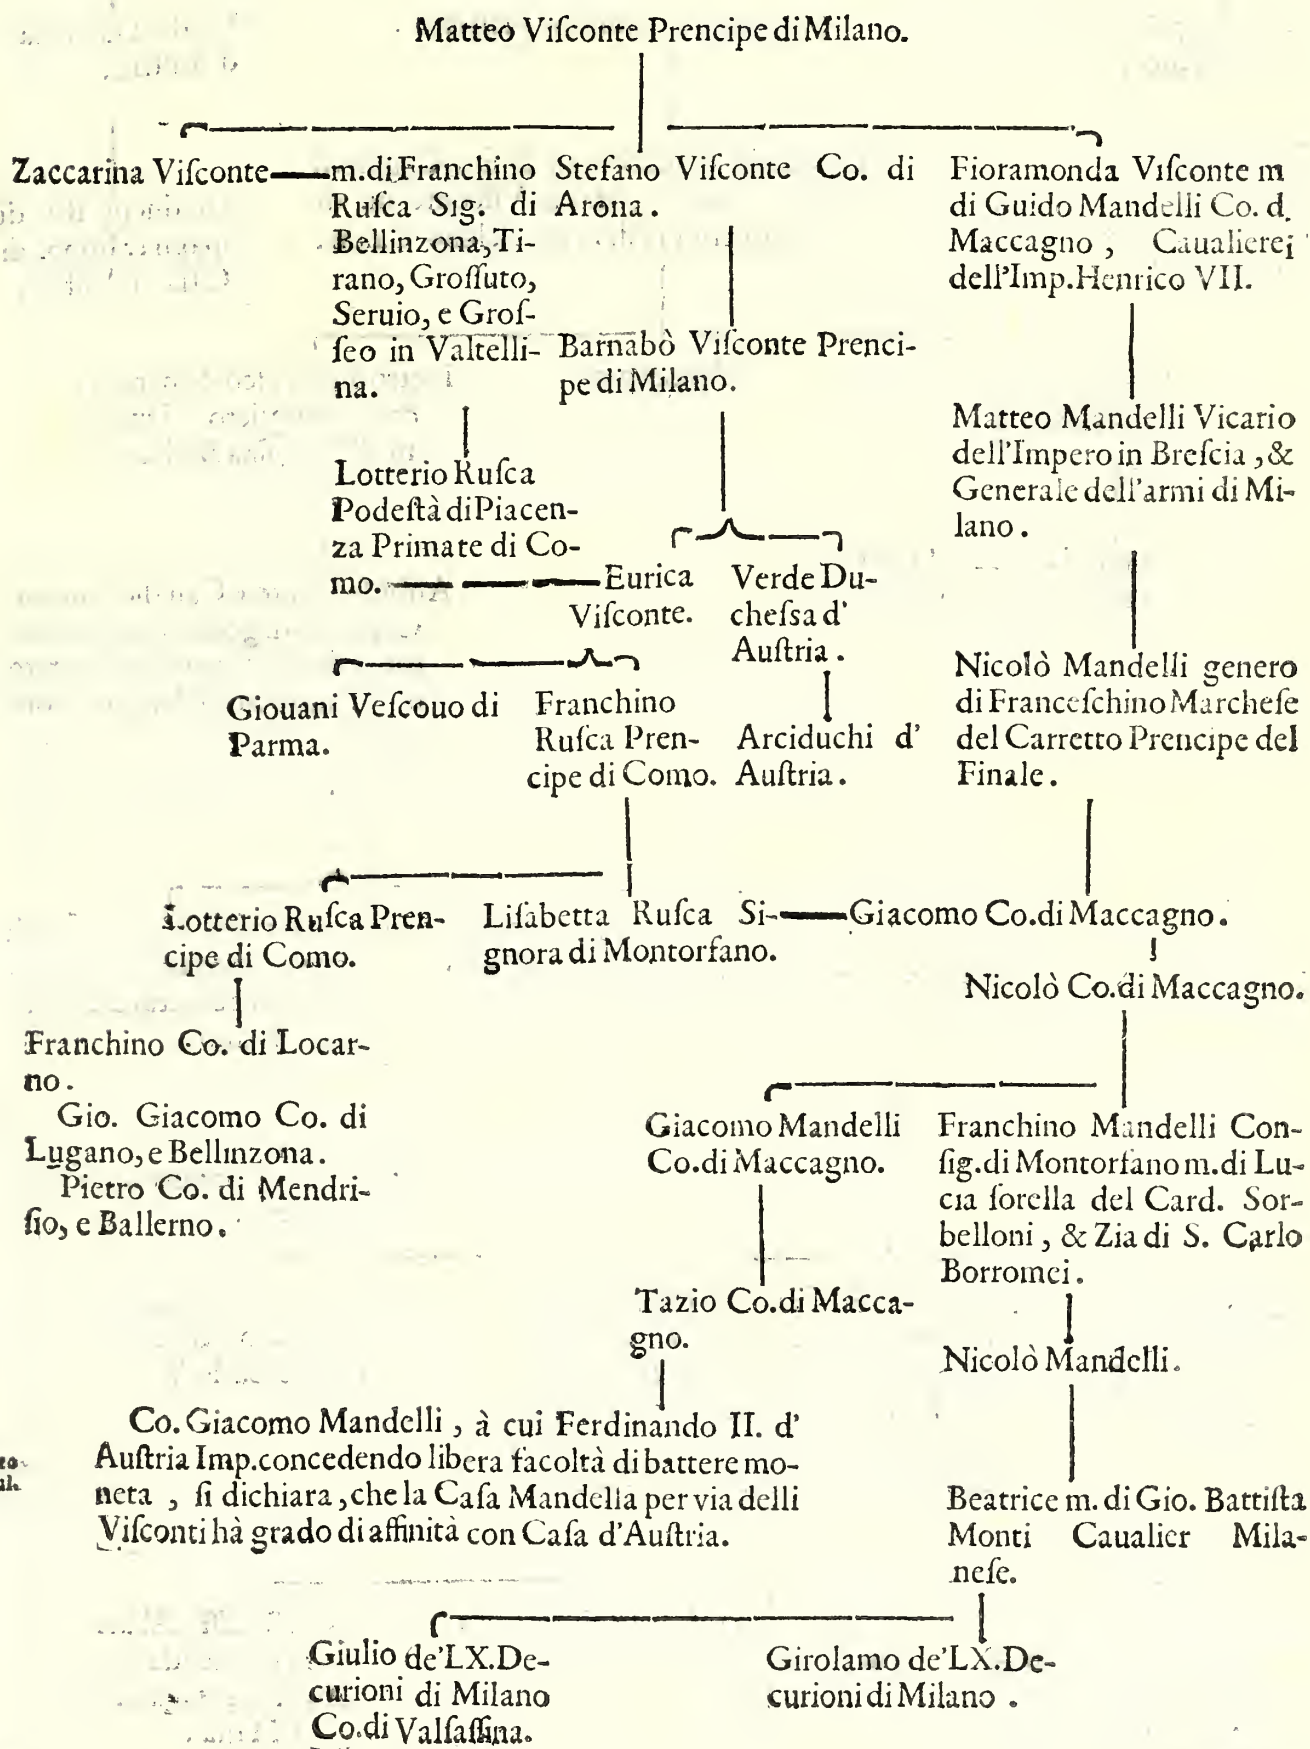 Matteo Viſconte Prencipe di Milano.
Zaccarina Viſconte
m.di Franchino
Ruſca Sig. di
Bellinzona, Ti-
rano, Groſſuto,
Seruio, e Groſ-
ſeo in Valtelli-
na.
Stefano Viſconte Co. di
Arona.
Fioramonda Viſconte m
di Guido Mandelli Co. d.
Maccagno, Caualierei
dell'Imp.Henrico VII.
Barnabò Viſconte Prenci-
pe di Milano.
Matteo Mandelli Vicario
dell'Impero in Breſcia, &
Generale dell'armi di Mi-
lano.
Lotterio Ruſca
Podeſtà di Piacen-
za Primate di Co-
mo.
Eurica
Viſconte.
Verde Du-
cheſsa d'
Auſtria.
Nicolò Mandelli genero
di Franceſchino Marcheſe
del Carretto Prencipe del
Finale.
Giouani Veſcouo di
Parma.
Franchino
Ruſca Pren-
cipe di Como.
Arciduchi d'
Auſtria.
Lotterio Ruſca Pren-
cipe di Como.
Liſabetta Ruſca Si-
gnora di Montorfano.
Giacomo Co.di Maccagno.
Nicolò Co.di Maccagno.
Franchino Co. di Locar-
no.
Gio. Giacomo Co. di
Lugano, e Bellinzona.
Pietro Co. di Mendri-
ſio, e Ballerno.
Giacomo Mandelli
Co.di Maccagno.
Franchino Mandelli Con-
ſig.di Montorfano m.di Lu-
cia ſorella del Card. Sor-
belloni, & Zia di S. Carlo
Borromei.
Tazio Co.di Macca-
gno.
Nicolò Mandelli.
Co. Giacomo Mandelli, à cui Ferdinando II. d'
Auſtria Imp.concedendo libera facoltà di battere mo-
neta, ſi dichiara, che la Caſa Mandella per via delli
Viſconti hà grado di affinità con Caſa d'Auſtria.
Beatrice m. di Gio. Battiſta
Monti Caualier Mila-
neſe.
Giulio de'LX.De-
curioni di Milano
Co.di Valſaſſina.
Girolamo de'LX.De-
curioni di Milano.